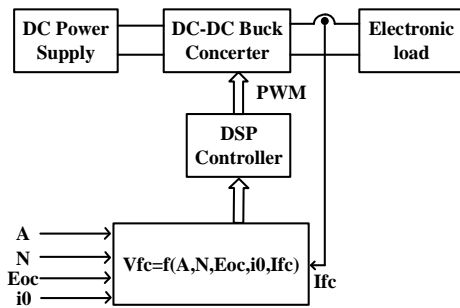 DC Power
Supply
DC-DC Buck
Concerter
Electronic
load
PWM
DSP
Controller
A
N
Eoc
i0
Vfc=f(A,N,Eoc,i0,Ifc)
Ifc